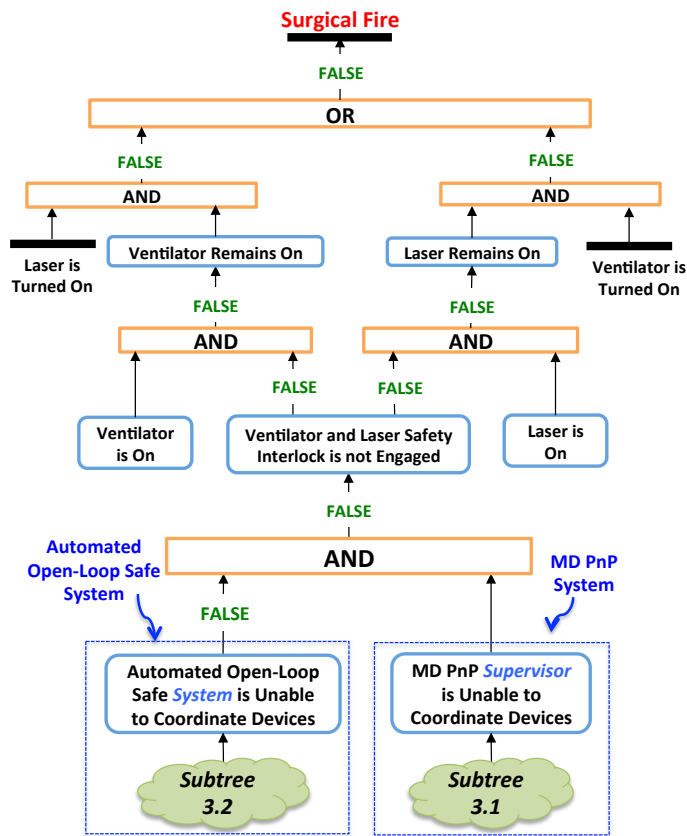 Surgical Fire
FALSE
OR
FALSE
FALSE
AND
AND
Laser is
Turned On
Ventilator Remains On
Laser Remains On
Ventilator is
Turned On
FALSE
FALSE
AND
AND
FALSE
FALSE
Ventilator
is On
Ventilator and Laser Safety
Interlock is not Engaged
Laser is
On
FALSE
Automated
Open-Loop Safe
System
AND
MD PnP
System
FALSE
Automated Open-Loop
Safe System is Unable
to Coordinate Devices
MD PnP Supervisor
is Unable to
Coordinate Devices
Subtree
3.2
Subtree
3.1